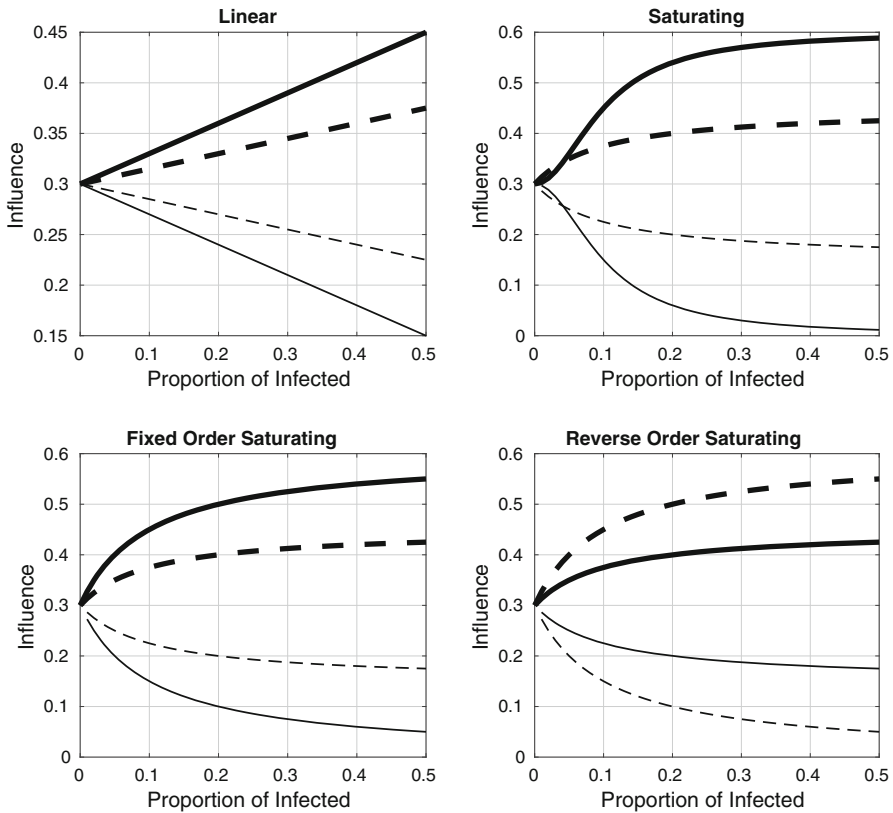 Linear
0.45
0.4
0.35
0.3
0.25
0.2
0.15
Influence
0 0.1 0.2 0.3 0.4 0.5
Proportion of Infected
Saturating
0.6
0.5
0.4
0.3
0.2
0.1
0
Influence
0 0.1 0.2 0.3 0.4 0.5
Proportion of Infected
Fixed Order Saturating
0.6
0.5
0.4
0.3
0.2
0.1
0
Influence
0 0.1 0.2 0.3 0.4 0.5
Proportion of Infected
Reverse Order Saturating
0.6
0.5
0.4
0.3
0.2
0.1
0
Influence
0 0.1 0.2 0.3 0.4 0.5
Proportion of Infected